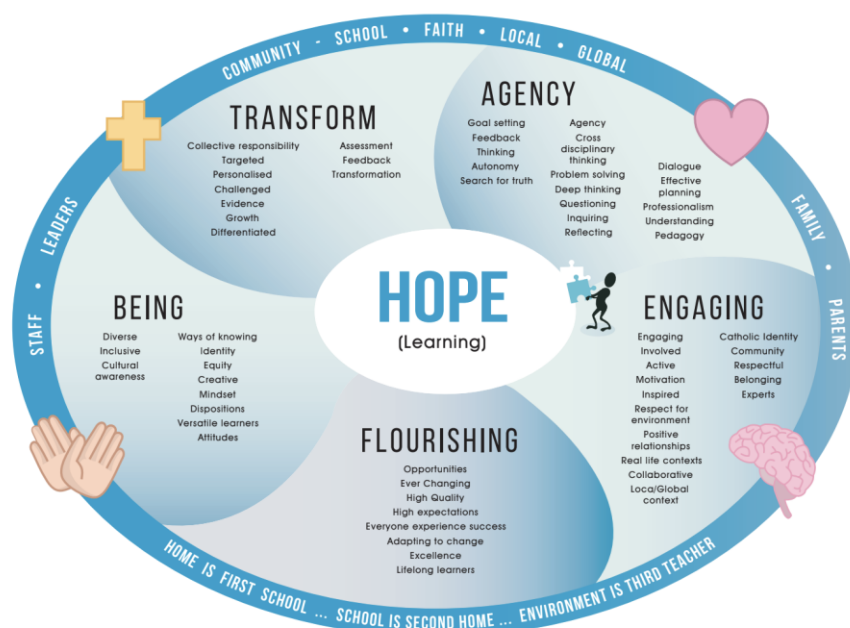 COMMUNITY - SCHOOL • FAITH • LOCAL • GLOBAL
FAMILY • PARENTS
STAFF • LEADERS
TRANSFORM
Collective responsibility
Targeted
Personalised
Challenged
Evidence
Growth
Differentiated
Assessment
Feedback
Transformation
AGENCY
Goal setting
Feedback
Thinking
Autonomy
Search for truth
Agency
Cross
disciplinary
thinking
Problem solving
Deep thinking
Questioning
Inquiring
Reflecting
Dialogue
Effective
planning
Professionalism
Understanding
Pedagogy
HOPE
(Learning)
BEING
Diverse
Inclusive
Cultural
awareness
Ways of knowing
Identity
Equity
Creative
Mindset
Dispositions
Versatile learners
Attitudes
ENGAGING
Engaging
Involved
Active
Motivation
Inspired
Respect for
environment
Positive
relationships
Real life contexts
Collaborative
Loca/Global
context
Catholic Identity
Community
Respectful
Belonging
Experts
FLOURISHING
Opportunities
Ever Changing
High Quality
High expectations
Everyone experience success
Adapting to change
Excellence
Lifelong learners
HOME IS FIRST SCHOOL ... SCHOOL IS SECOND HOME ... ENVIRONMENT IS THIRD TEACHER